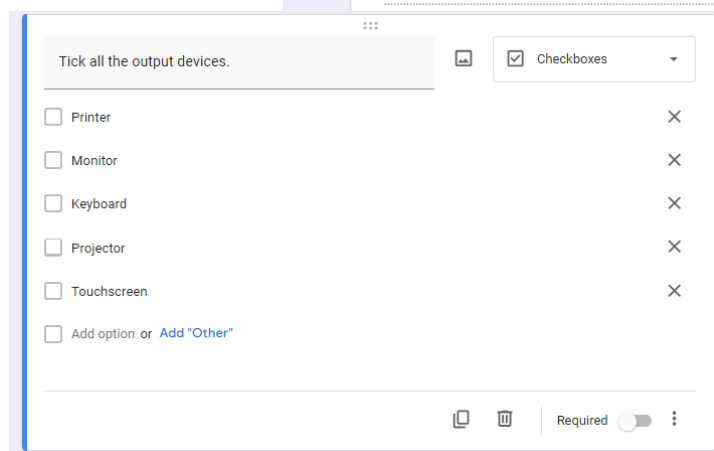 Tick all the output devices.
Checkboxes
Printer
Monitor
Keyboard
Projector
Touchscreen
Add option or Add "Other"
Required